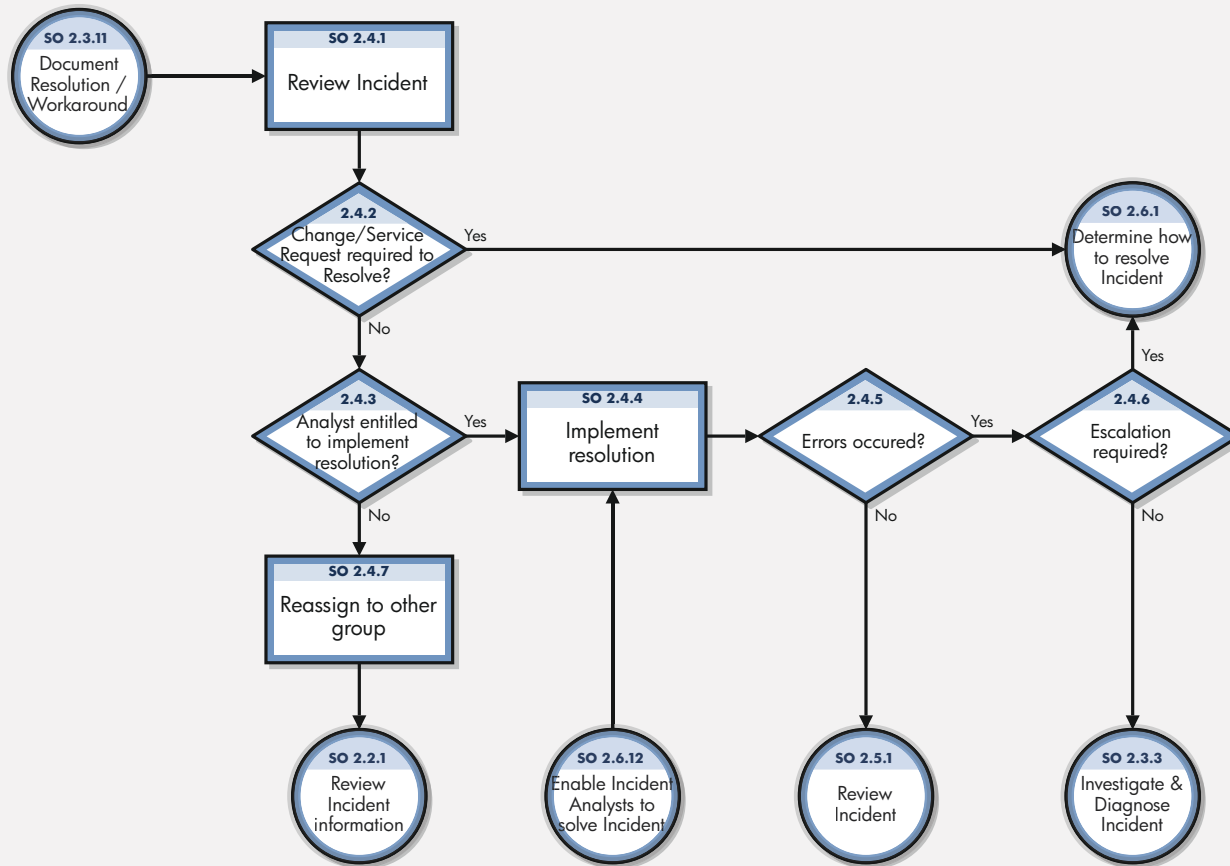 SO 2.3.11
Document
Resolution /
Workaround
SO 2.4.1
Review Incident
2.4.2
Change/Service
Request required to
Resolve?
Yes
No
SO 2.6.1
Determine how
to resolve
Incident
2.4.3
Analyst entitled
to implement
resolution?
Yes
No
SO 2.4.4
Implement
resolution
2.4.5
Errors occured?
Yes
No
2.4.6
Escalation
required?
Yes
No
SO 2.4.7
Reassign to other
group
SO 2.2.1
Review
Incident
information
SO 2.6.12
Enable Incident
Analysts to
solve Incident
SO 2.5.1
Review
Incident
SO 2.3.3
Investigate &
Diagnose
Incident